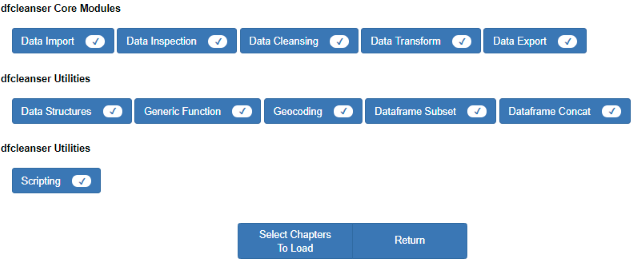 dfcleanser Core Modules
Data Import Data Inspection Data Cleansing Data Transform Data Export
dfcleanser Utilities
Data Structures Generic Function Geocoding Dataframe Subset Dataframe Concat
dfcleanser Utilities
Scripting
Select Chapters
To Load
Return